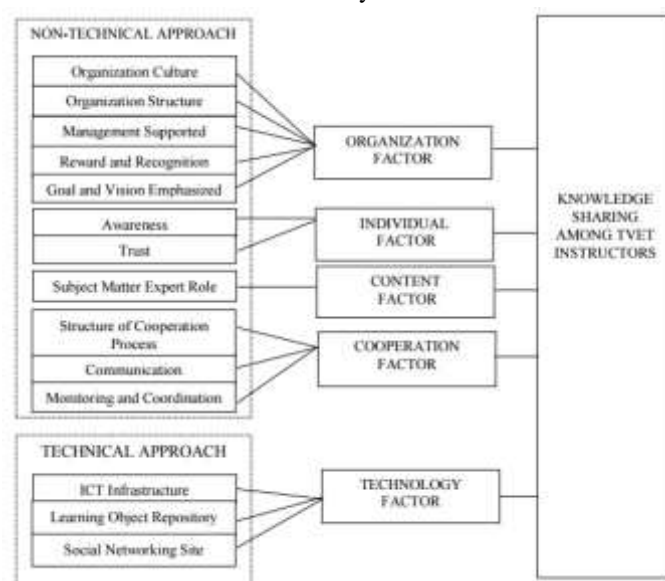 y
NON-TECHNICAL APPROACH
Organization Culture
Organization Structure
Management Supported
Reward and Recognition
Goal and Vision Emphasized
Awareness
Trust
Subject Matter Expert Role
Structure of Cooperation
Process
Communication
Monitoring and Coordination
TECHNICAL APPROACH
ICT Infrastructure
Learning Object Repository
Social Networking Site
ORGANIZATION
FACTOR
INDIVIDUAL
FACTOR
CONTENT
FACTOR
COOPERATION
FACTOR
TECHNOLOGY
FACTOR
KNOWLEDGE
SHARING
AMONG TVET
INSTRUCTORS